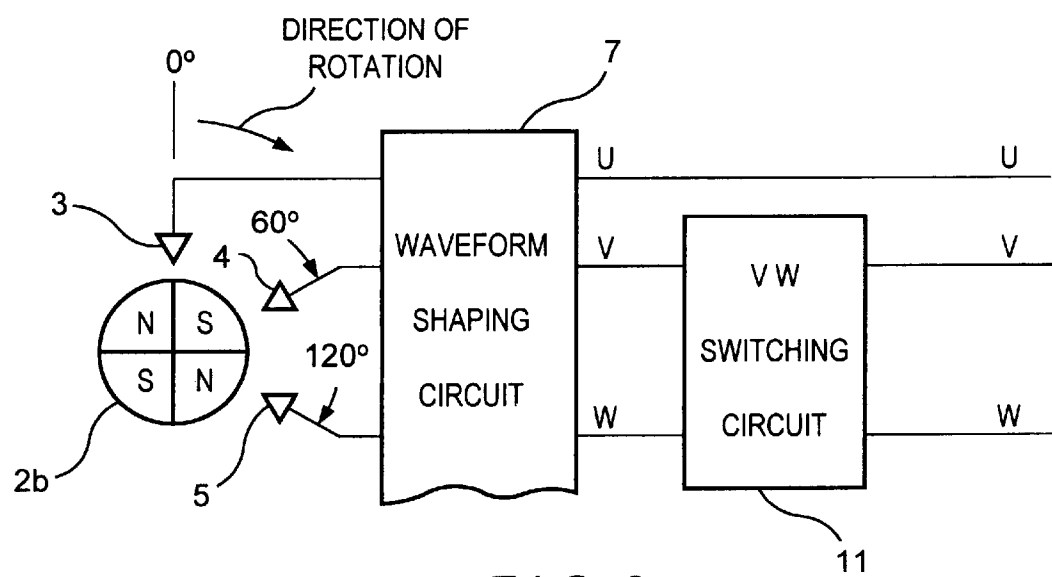 DIRECTION OF
ROTATION
0°
7
U
U
3
60°
4
WAVEFORM
V
V
N
S
V W
SHAPING
SWITCHING
S
N
120°
CIRCUIT
CIRCUIT
W
W
2b
5
11